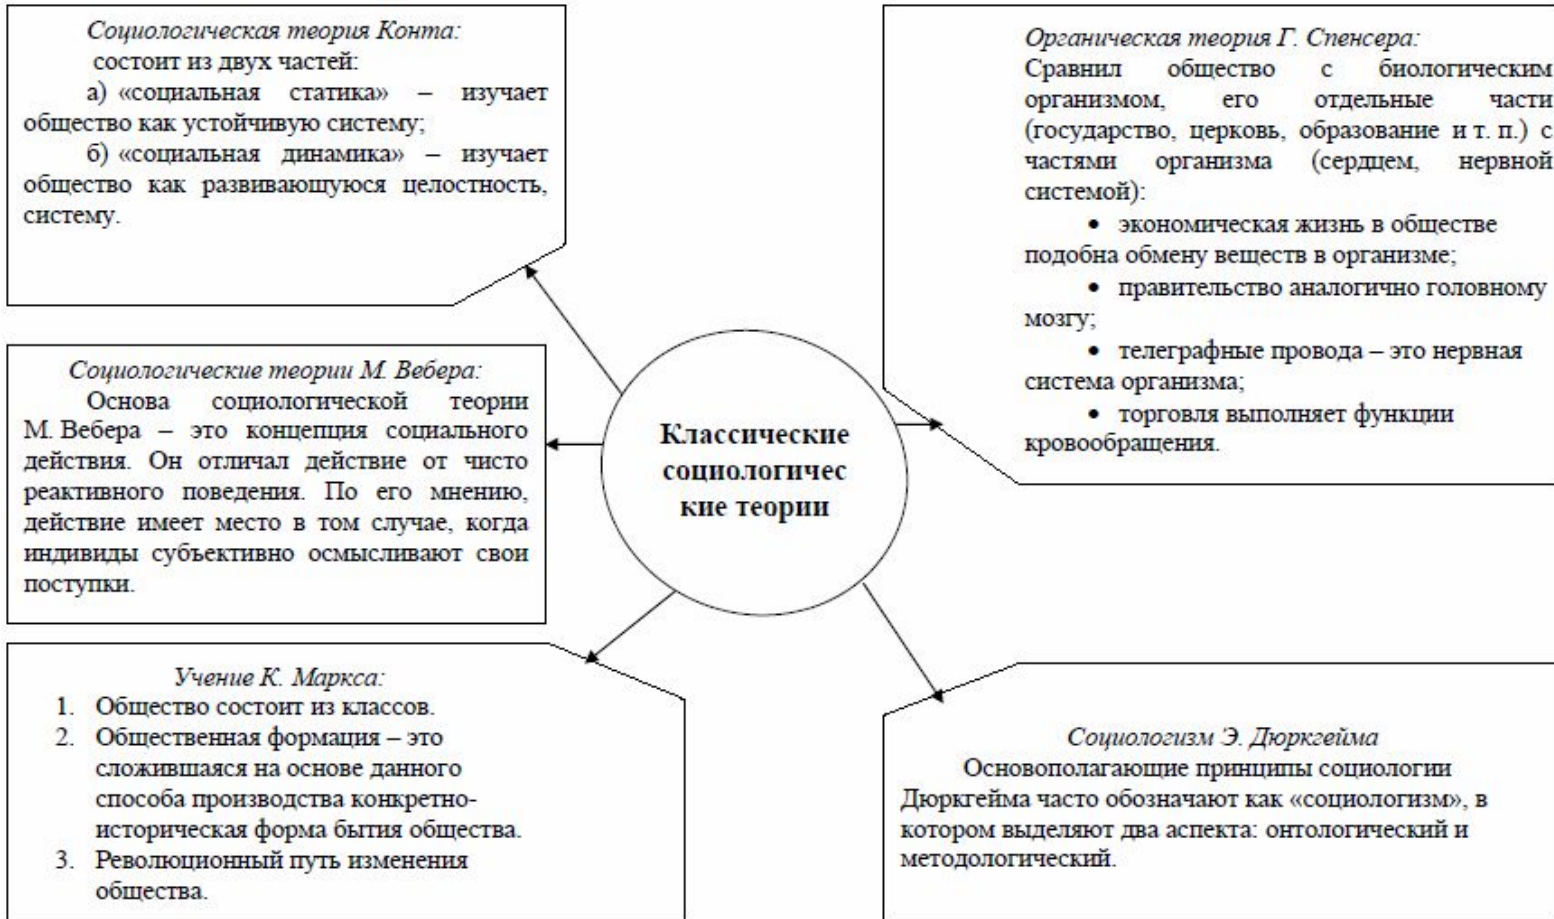 Социологическая теория Конта:
состоит из двух частей:
а) «социальная статика» – изучает
общество как устойчивую систему;
б) «социальная динамика» – изучает
общество как развивающуюся целостность,
систему.
Органическая теория Г. Спенсера:
Сравнил общество с биологическим
организмом, его отдельные части
(государство, церковь, образование и т. п.) с
частями организма (сердцем, нервной
системой):
• экономическая жизнь в обществе
подобна обмену веществ в организме;
• правительство аналогично головному
мозгу;
• телеграфные провода – это нервная
система организма;
• торговля выполняет функции
кровообращения.
Социологические теории М. Вебера:
Основа социологической теории
М. Вебера – это концепция социального
действия. Он отличал действие от чисто
реактивного поведения. По его мнению,
действие имеет место в том случае, когда
индивиды субъективно осмысливают свои
поступки.
Классические
социологичес
кие теории
Учение К. Маркса:
1. Общество состоит из классов.
2. Общественная формация – это
сложившаяся на основе данного
способа производства конкретно-
историческая форма бытия общества.
3. Революционный путь изменения
общества.
Социологизм Э. Дюркгейма
Основополагающие принципы социологии
Дюркгейма часто обозначают как «социологизм», в
котором выделяют два аспекта: онтологический и
методологический.